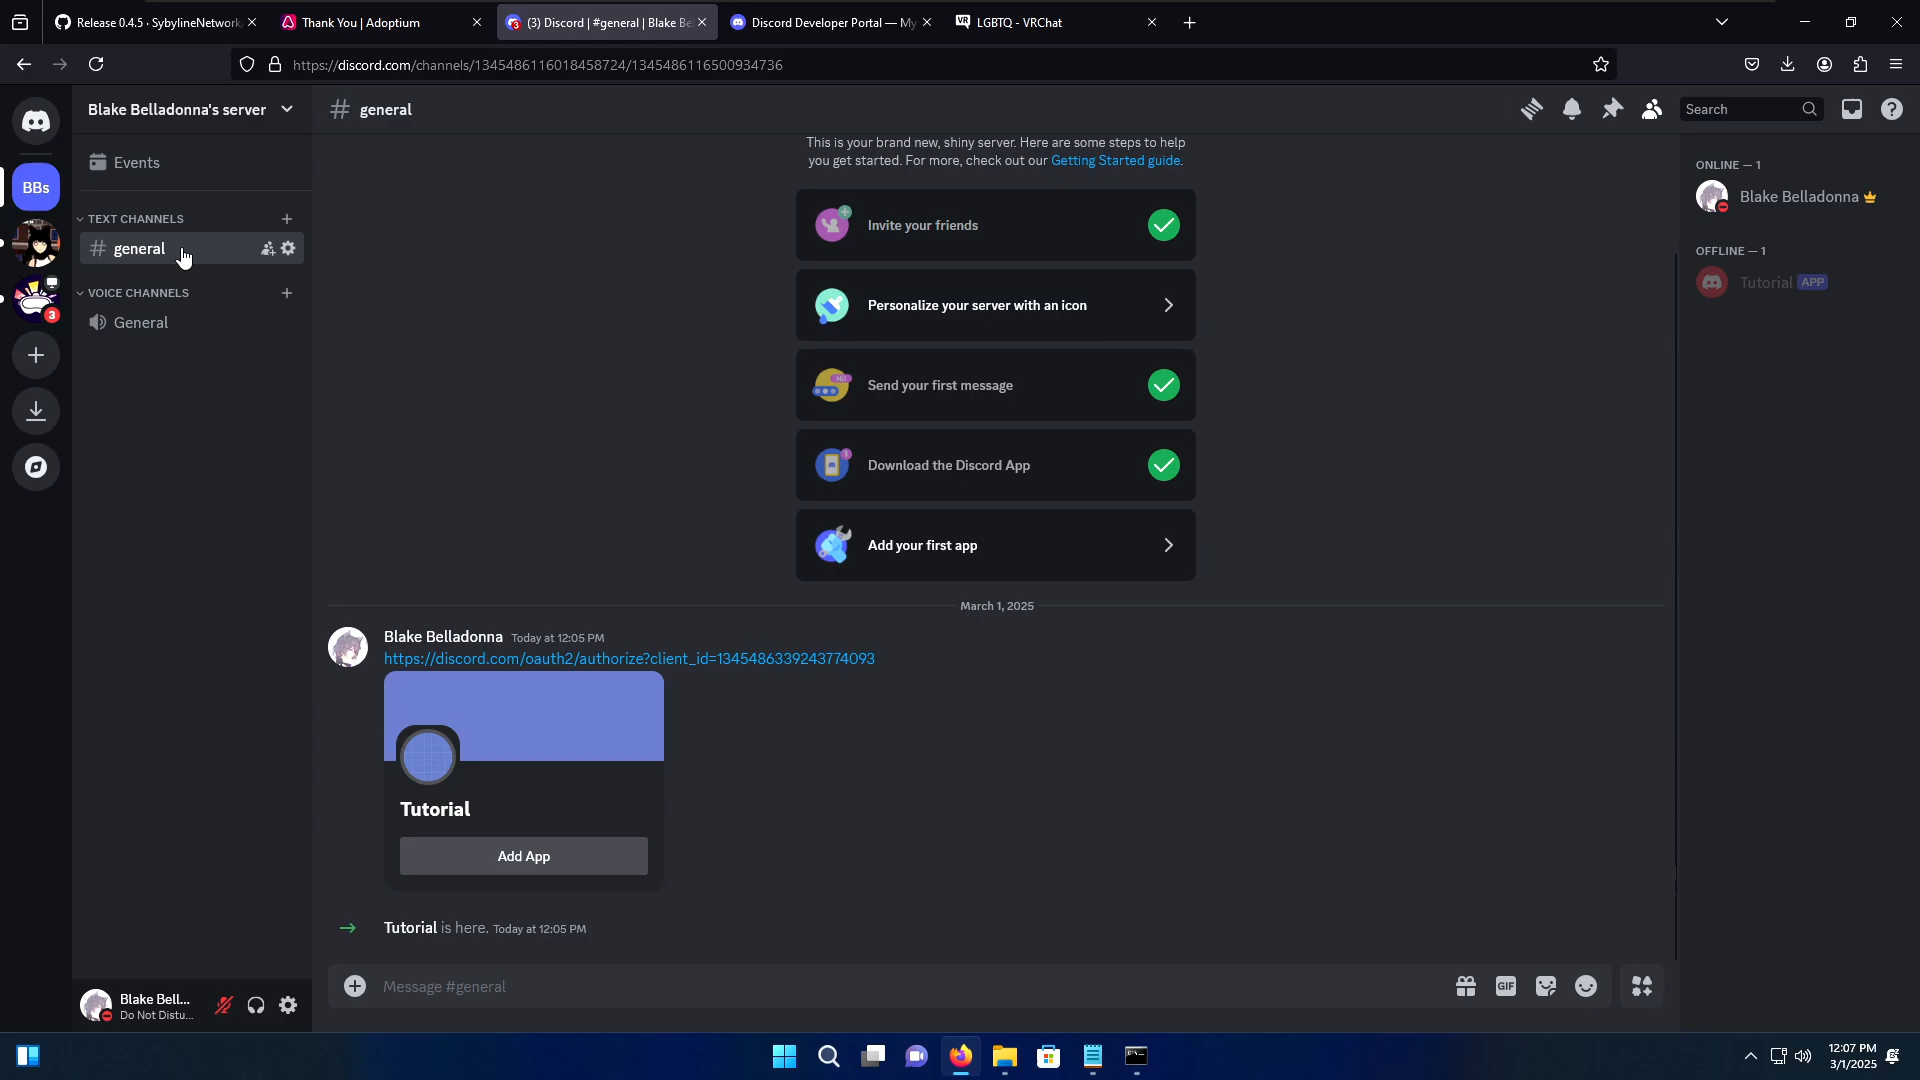 Release 0.4.5 · SybylineNetwork
Thank You | Adoptium
(3) Discord | #general | Blake Be
Discord Developer Portal — My
VR
LGBTQ - VRChat
https://discord.com/channels/1345486116018458724/1345486116500934736
Blake Belladonna's server
general
Search
Events
BBs
TEXT CHANNELS
general
VOICE CHANNELS
General
3
This is your brand new, shiny server. Here are some steps to help
you get started. For more, check out our Getting Started guide.
Invite your friends
Personalize your server with an icon
Send your first message
Download the Discord App
Add your first app
March 1, 2025
Blake Belladonna Today at 12:05 PM
https://discord.com/oauth2/authorize?client_id=1345486339243774093
Tutorial
Add App
Tutorial is here. Today at 12:05 PM
Message #general
GIF
ONLINE — 1
Blake Belladonna
OFFLINE — 1
Tutorial APP
Blake Bell...
Do Not Distu...
12:07 PM
3/1/2025